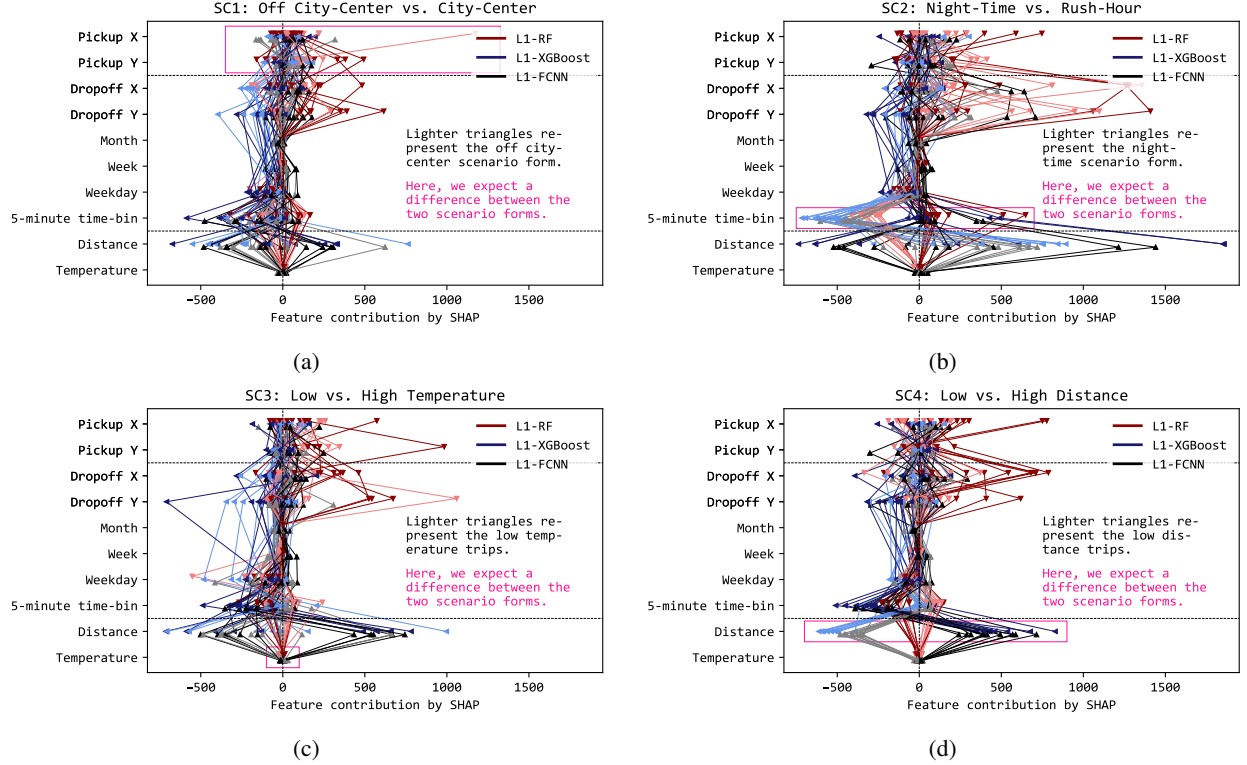 SC1: Off City-Center vs. City-Center
Pickup X
Pickup Y
Dropoff X
Dropoff Y
Month
Week
Weekday
5-minute time-bin
Distance
Temperature
L1-RF
L1-XGBoost
L1-FCNN
Lighter triangles re-
present the off city-
center scenario form.
Here, we expect a
difference between the
two scenario forms.
−500
0
500
1000
1500
Feature contribution by SHAP
(a)
SC2: Night-Time vs. Rush-Hour
Pickup X
Pickup Y
Dropoff X
Dropoff Y
Month
Week
Weekday
5-minute time-bin
Distance
Temperature
L1-RF
L1-XGBoost
L1-FCNN
Lighter triangles re-
present the night-
time scenario form.
Here, we expect a
difference between the
two scenario forms.
−500
0
500
1000
1500
Feature contribution by SHAP
(b)
SC3: Low vs. High Temperature
Pickup X
Pickup Y
Dropoff X
Dropoff Y
Month
Week
Weekday
5-minute time-bin
Distance
Temperature
L1-RF
L1-XGBoost
L1-FCNN
Lighter triangles re-
present the low temp-
erature trips.
Here, we expect a
difference between the
two scenario forms.
−500
0
500
1000
1500
Feature contribution by SHAP
(c)
SC4: Low vs. High Distance
Pickup X
Pickup Y
Dropoff X
Dropoff Y
Month
Week
Weekday
5-minute time-bin
Distance
Temperature
L1-RF
L1-XGBoost
L1-FCNN
Lighter triangles re-
present the low dis-
tance trips.
Here, we expect a
difference between the
two scenario forms.
−500
0
500
1000
1500
Feature contribution by SHAP
(d)